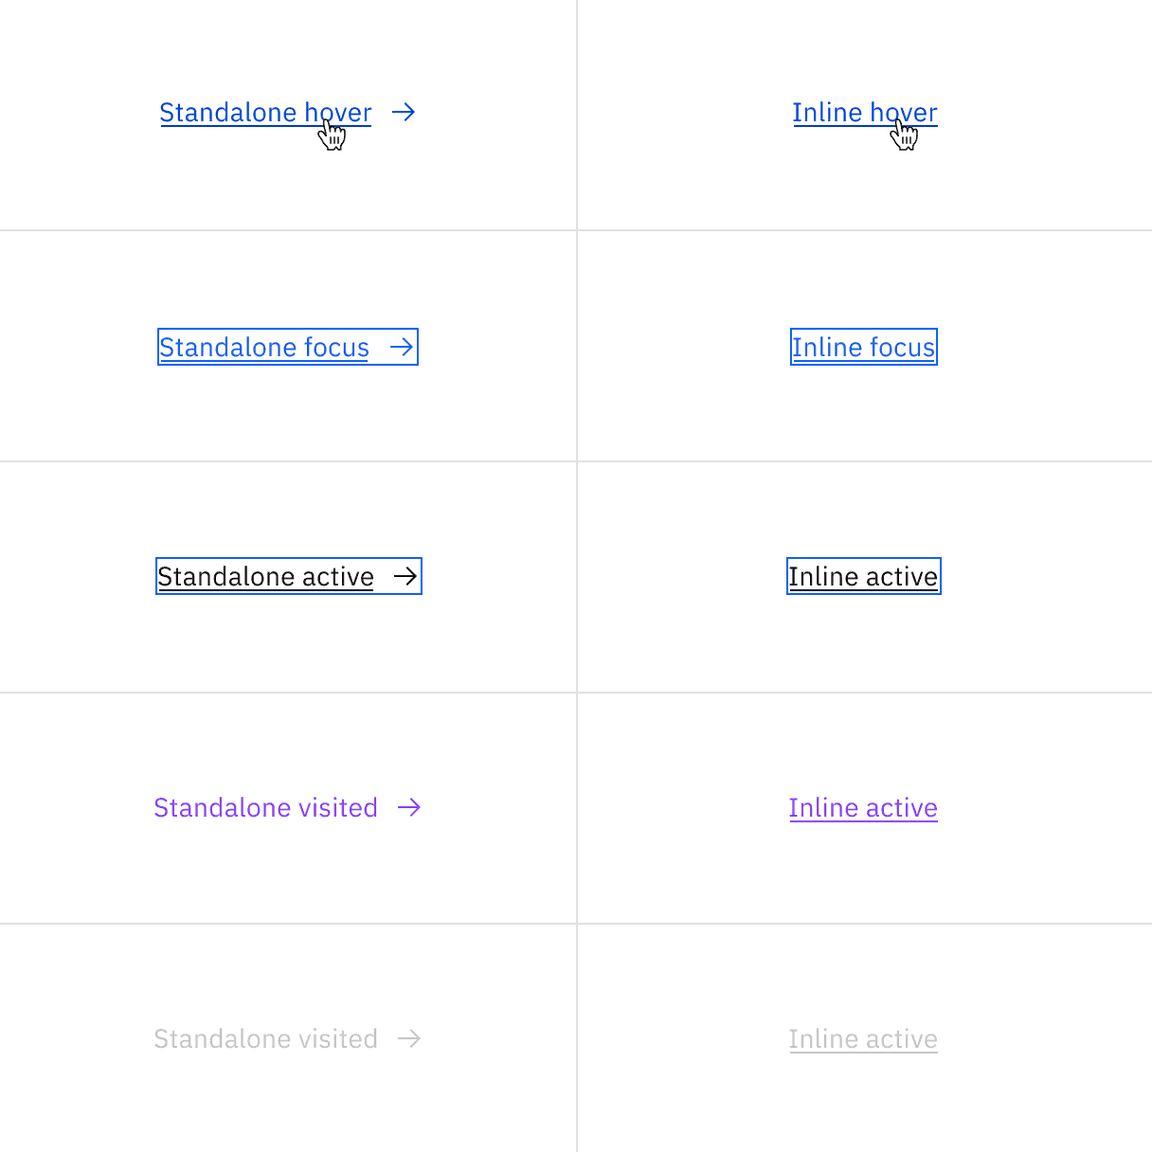 Standalone hover →
Inline hover
Standalone focus →
Inline focus
Standalone active →
Inline active
Standalone visited →
Inline active
Standalone visited →
Inline active